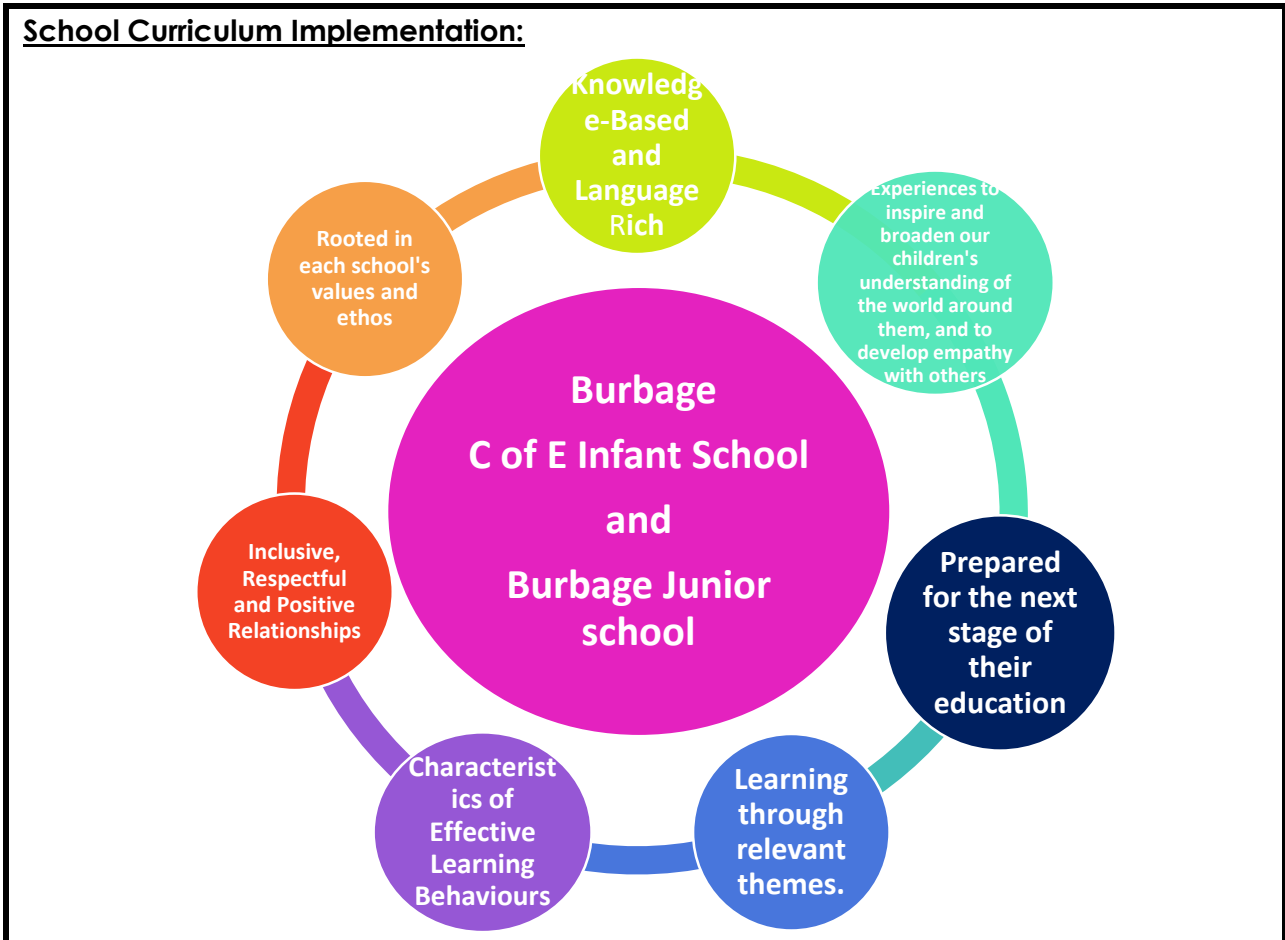 School Curriculum Implementation:
Knowledg
e-Based
and
Language
Rich
Experiences to
inspire and
broaden our
children's
understanding of
the world around
them, and to
develop empathy
with others
Prepared
for the next
stage of
their
education
Learning
through
relevant
themes.
Characterist
ics of
Effective
Learning
Behaviours
Inclusive,
Respectful
and Positive
Relationships
Rooted in
each school's
values and
ethos
Burbage
C of E Infant School
and
Burbage Junior
school